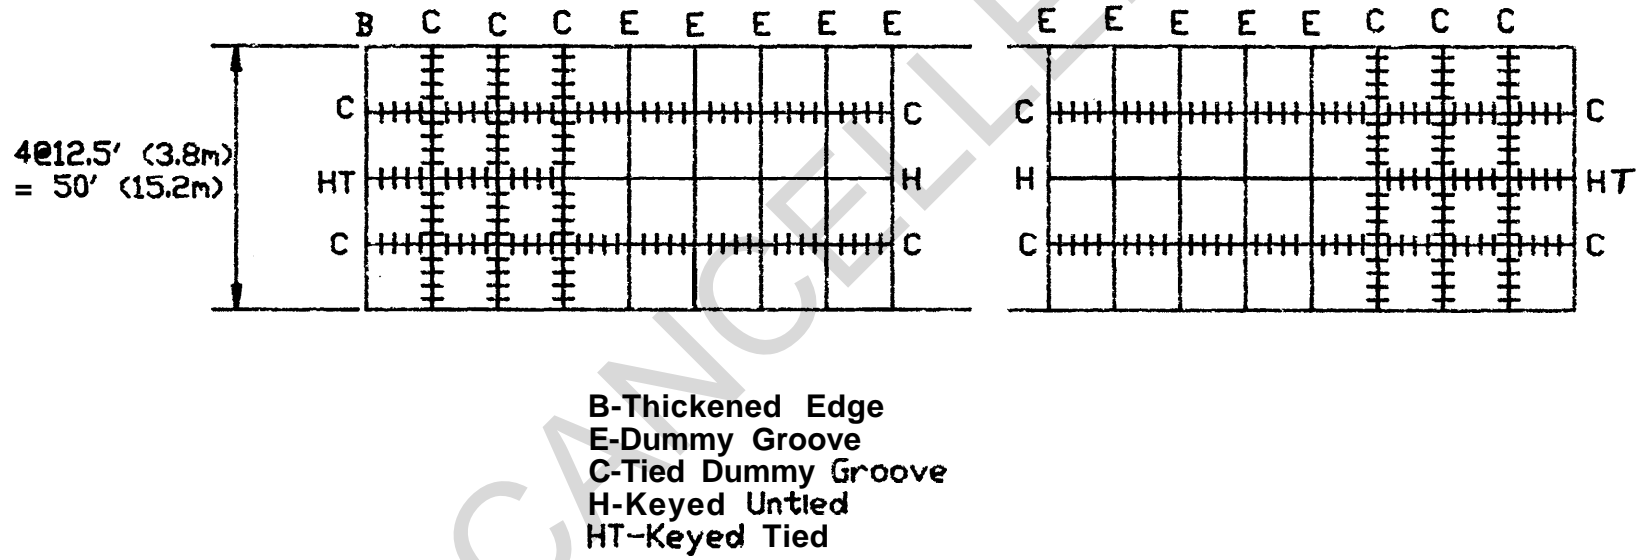 B C C C E E E E E
E E E E E C C C
C C C C
4@12.5' (3.8m)
= 50' (15.2m)
HT H H HT
C C C C
B-Thickened Edge
E-Dummy Groove
C-Tied Dummy Groove
H-Keyed Untied
HT-Keyed Tied
CANCELLE